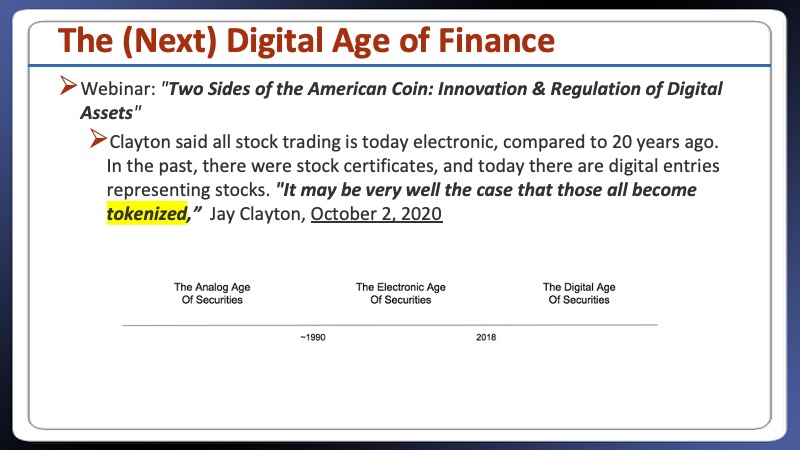 The (Next) Digital Age of Finance
Webinar: "Two Sides of the American Coin: Innovation & Regulation of Digital
Assets"
Clayton said all stock trading is today electronic, compared to 20 years ago.
In the past, there were stock certificates, and today there are digital entries
representing stocks. "It may be very well the case that those all become
tokenized,” Jay Clayton, October 2, 2020
The Analog Age
Of Securities
The Electronic Age
Of Securities
The Digital Age
Of Securities
~1990
2018